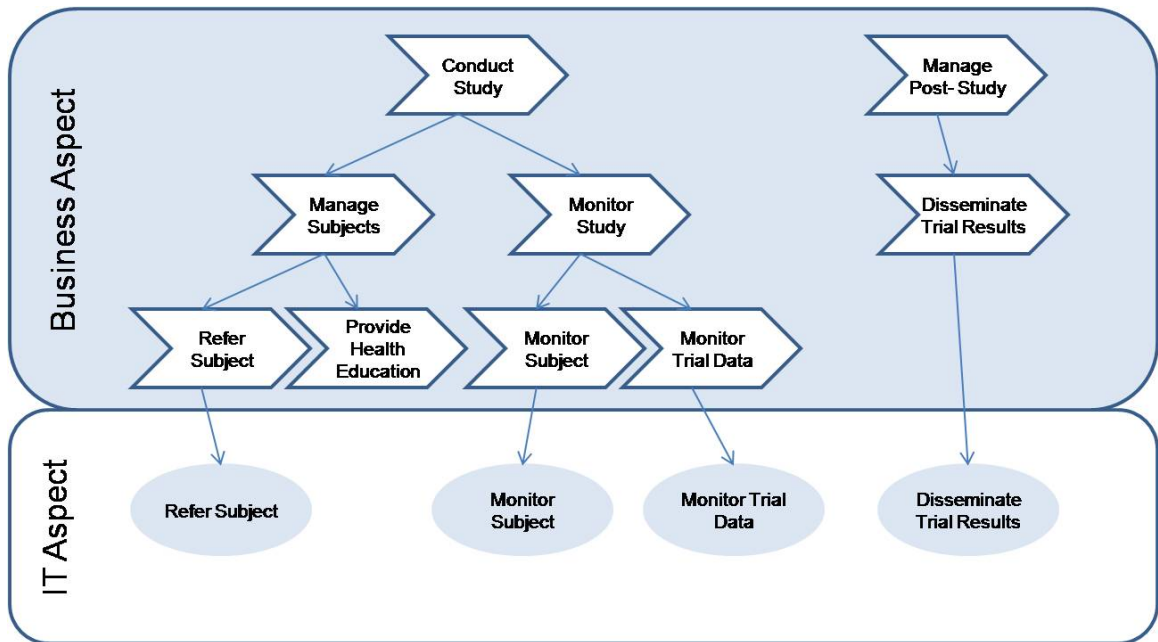 Business Aspect
Conduct
Study
Manage
Post- Study
Manage
Subjects
Monitor
Study
Disseminate
Trial Results
Refer
Subject
Provide
Health
Education
Monitor
Subject
Monitor
Trial Data
IT Aspect
Refer Subject
Monitor
Subject
Monitor Trial
Data
Disseminate
Trial Results